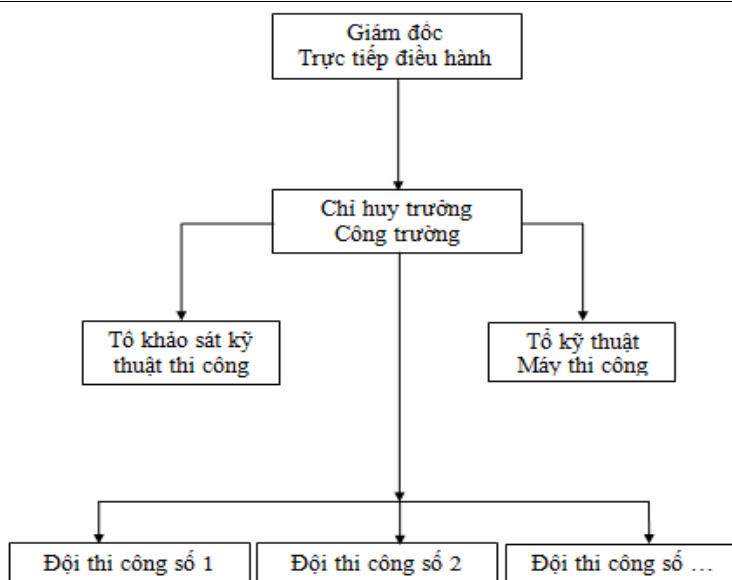 Giám đốc
Trực tiếp điều hành
Chỉ huy trưởng
Công trường
Tổ khảo sát kỹ
thuật thi công
Tổ kỹ thuật
Máy thi công
Đội thi công số 1
Đội thi công số 2
Đội thi công số ...